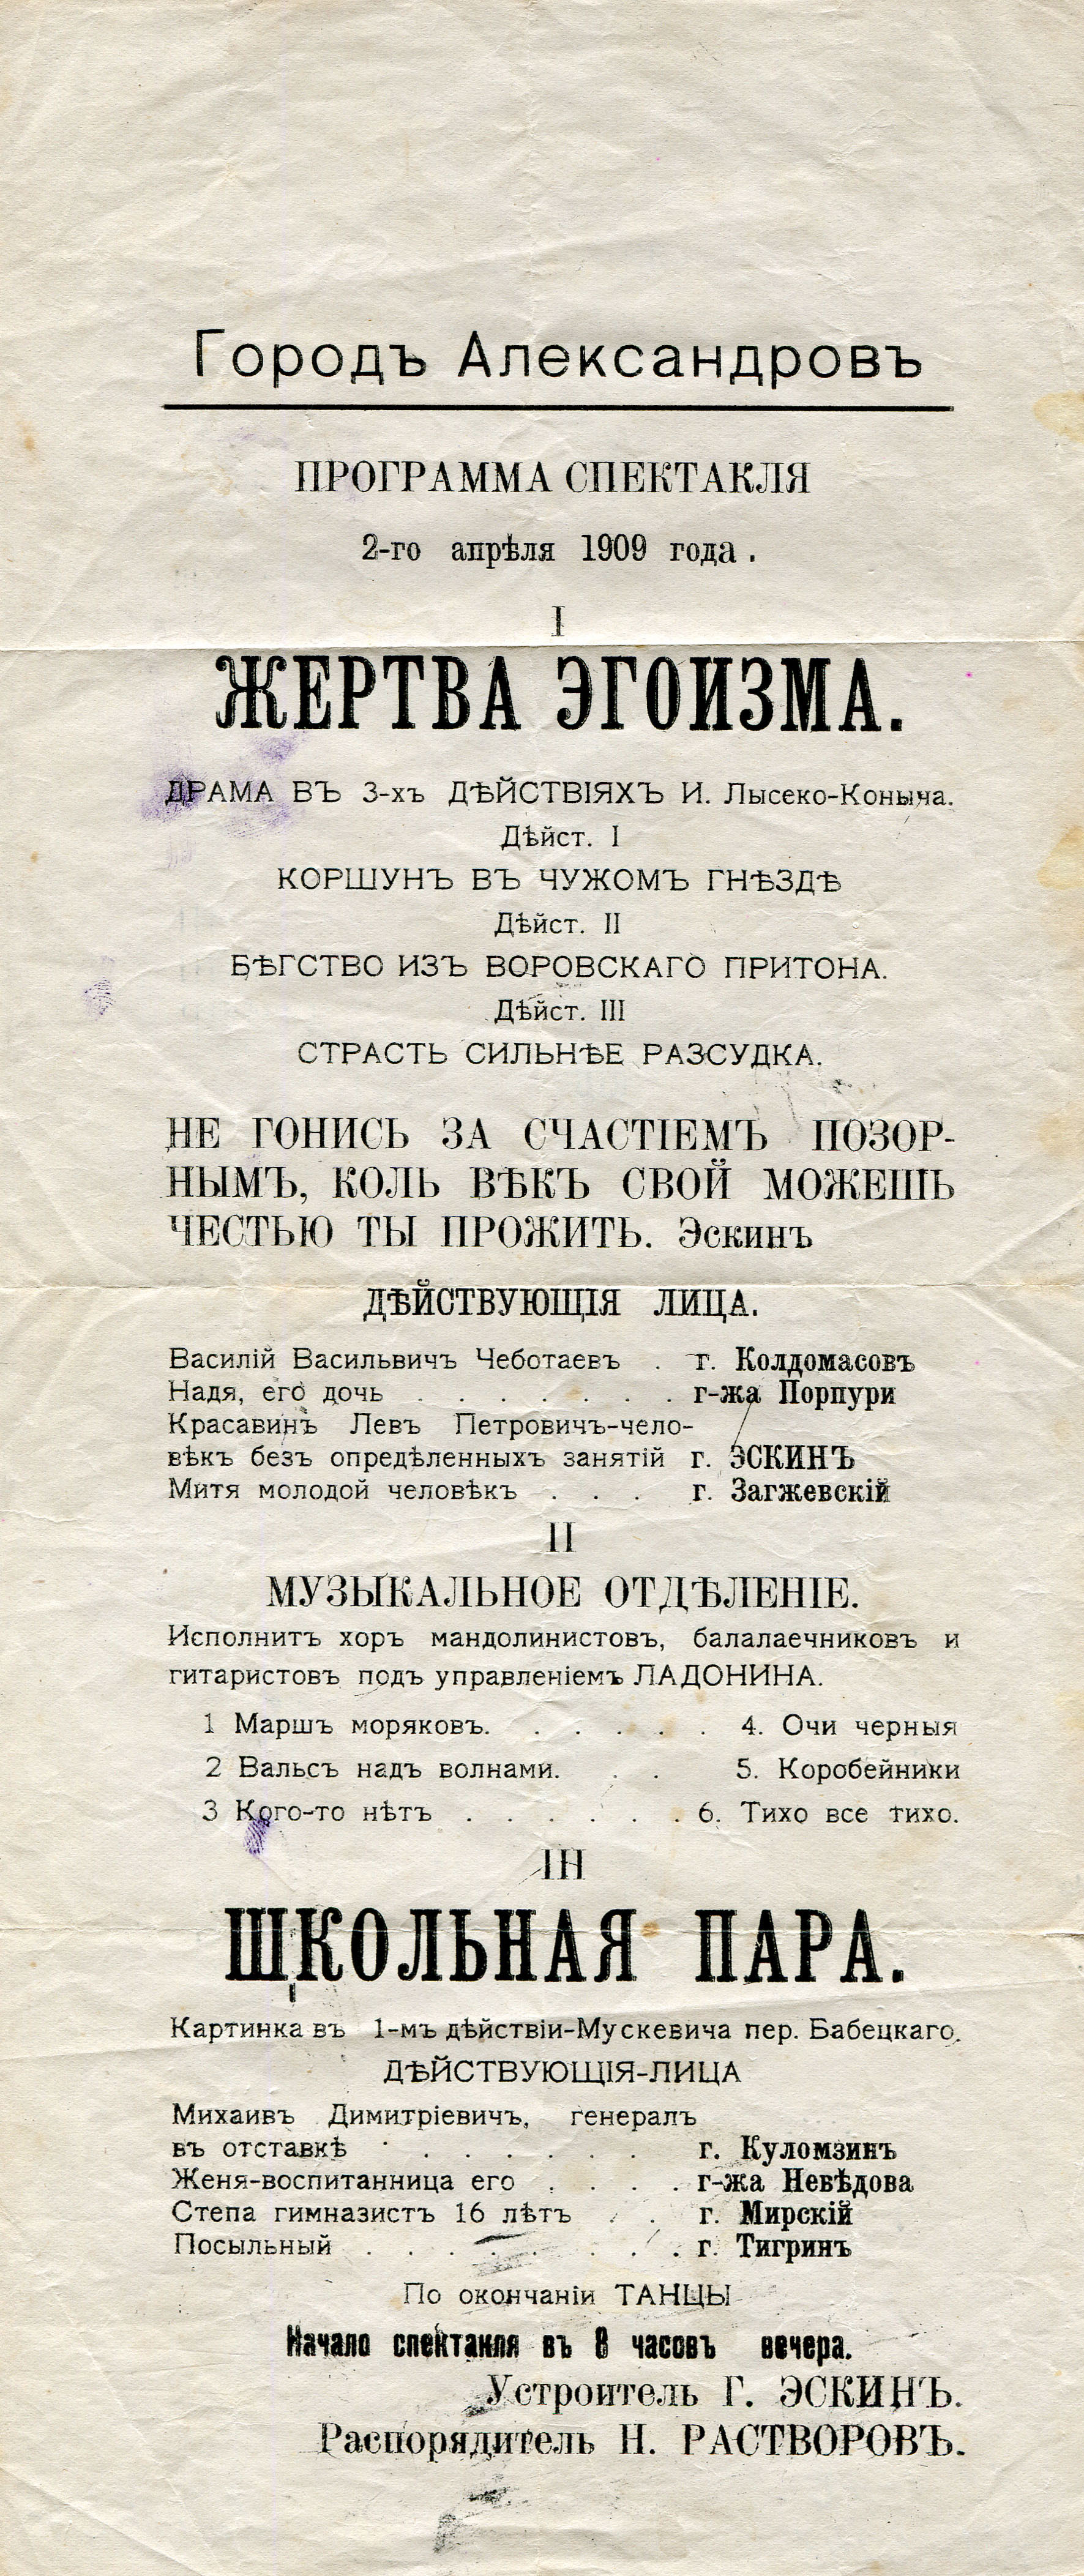 Городъ Александровъ
ПРОГРАММА СПЕКТАКЛЯ
2-го апрѣля 1909 года.
I
ЖЕРТВА ЭГОИЗМА.
ДРАМА ВЪ 3-хъ ДѢЙСТВІЯХЪ И. Лысеко-Коныча.
Дѣйст. I
КОРШУНЪ ВЪ ЧУЖОМЪ ГНѢЗДѢ
Дѣйст. II
БѢГСТВО ИЗЪ ВОРОВСКАГО ПРИТОНА.
Дѣйст. III
СТРАСТЬ СИЛЬНѢЕ РАЗСУДКА.
НЕ ГОНИСЬ ЗА СЧАСТІЕМЪ ПОЗОР-
НЫМЪ, КОЛЬ ВѢКЪ СВОЙ МОЖЕШЬ
ЧЕСТЬЮ ТЫ ПРОЖИТЬ. Эскинъ
ДѢЙСТВУЮЩІЯ ЛИЦА.
Василій Васильвичъ Чеботаевъ . г. Колдомасовъ
Надя, его дочь . . . . . . . г-жа Порпури
Красавинъ Левъ Петровичъ-чело-
вѣкъ безъ опредѣленныхъ занятій г. ЭСКИНЪ
Митя молодой человѣкъ . . . г. Загжевскій
II
МУЗЫКАЛЬНОЕ ОТДѢЛЕНІЕ.
Исполнитъ хоръ мандолинистовъ, балалаечниковъ и
гитаристовъ подъ управленіемъ ЛАДОНИНА.
1 Маршъ моряковъ. . . . . . 4. Очи черныя
2 Вальсъ надъ волнами. . . 5. Коробейники
3 Кого-то нѣтъ . . . . . . 6. Тихо все тихо.
III
ШКОЛЬНАЯ ПАРА.
Картинка въ 1-мъ дѣйствіи-Мускевича пер. Бабецкаго.
ДѢЙСТВУЮЩІЯ-ЛИЦА
Михаивъ Димитріевичъ, генералъ
въ отставкѣ . . . . . . . г. Куломзинъ
Женя-воспитанница его . . . . г-жа Невѣдова
Степа гимназистъ 16 лѣтъ . . г. Мирскій
Посыльный . . . . . . . . г. Тигринъ
По окончаніи ТАНЦЫ
Начало спектакля въ 8 часовъ вечера.
Устроитель Г. ЭСКИНЪ.
Распорядитель Н. РАСТВОРОВЪ.